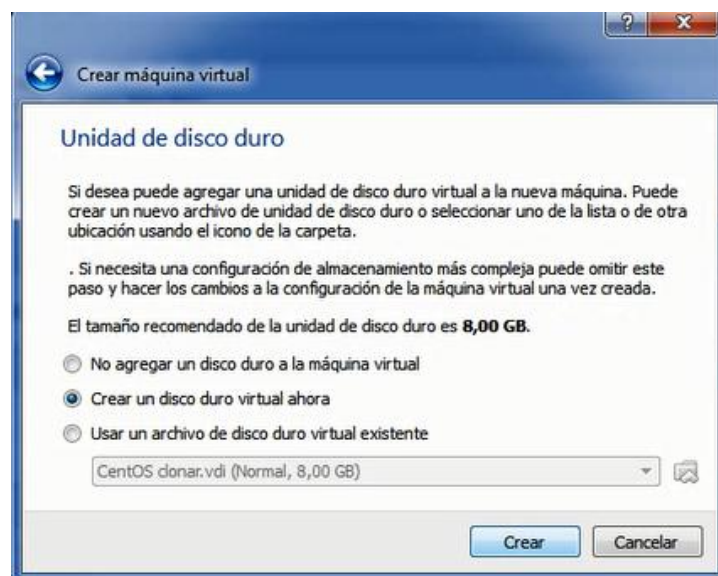 ?
X
Crear máquina virtual
Unidad de disco duro
Si desea puede agregar una unidad de disco duro virtual a la nueva máquina. Puede
crear un nuevo archivo de unidad de disco duro o seleccionar uno de la lista o de otra
ubicación usando el icono de la carpeta.
. Si necesita una configuración de almacenamiento más compleja puede omitir este
paso y hacer los cambios a la configuración de la máquina virtual una vez creada.
El tamaño recomendado de la unidad de disco duro es 8,00 GB.
No agregar un disco duro a la máquina virtual
Crear un disco duro virtual ahora
Usar un archivo de disco duro virtual existente
CentOS clonar.vdi (Normal, 8,00 GB)
Crear
Cancelar